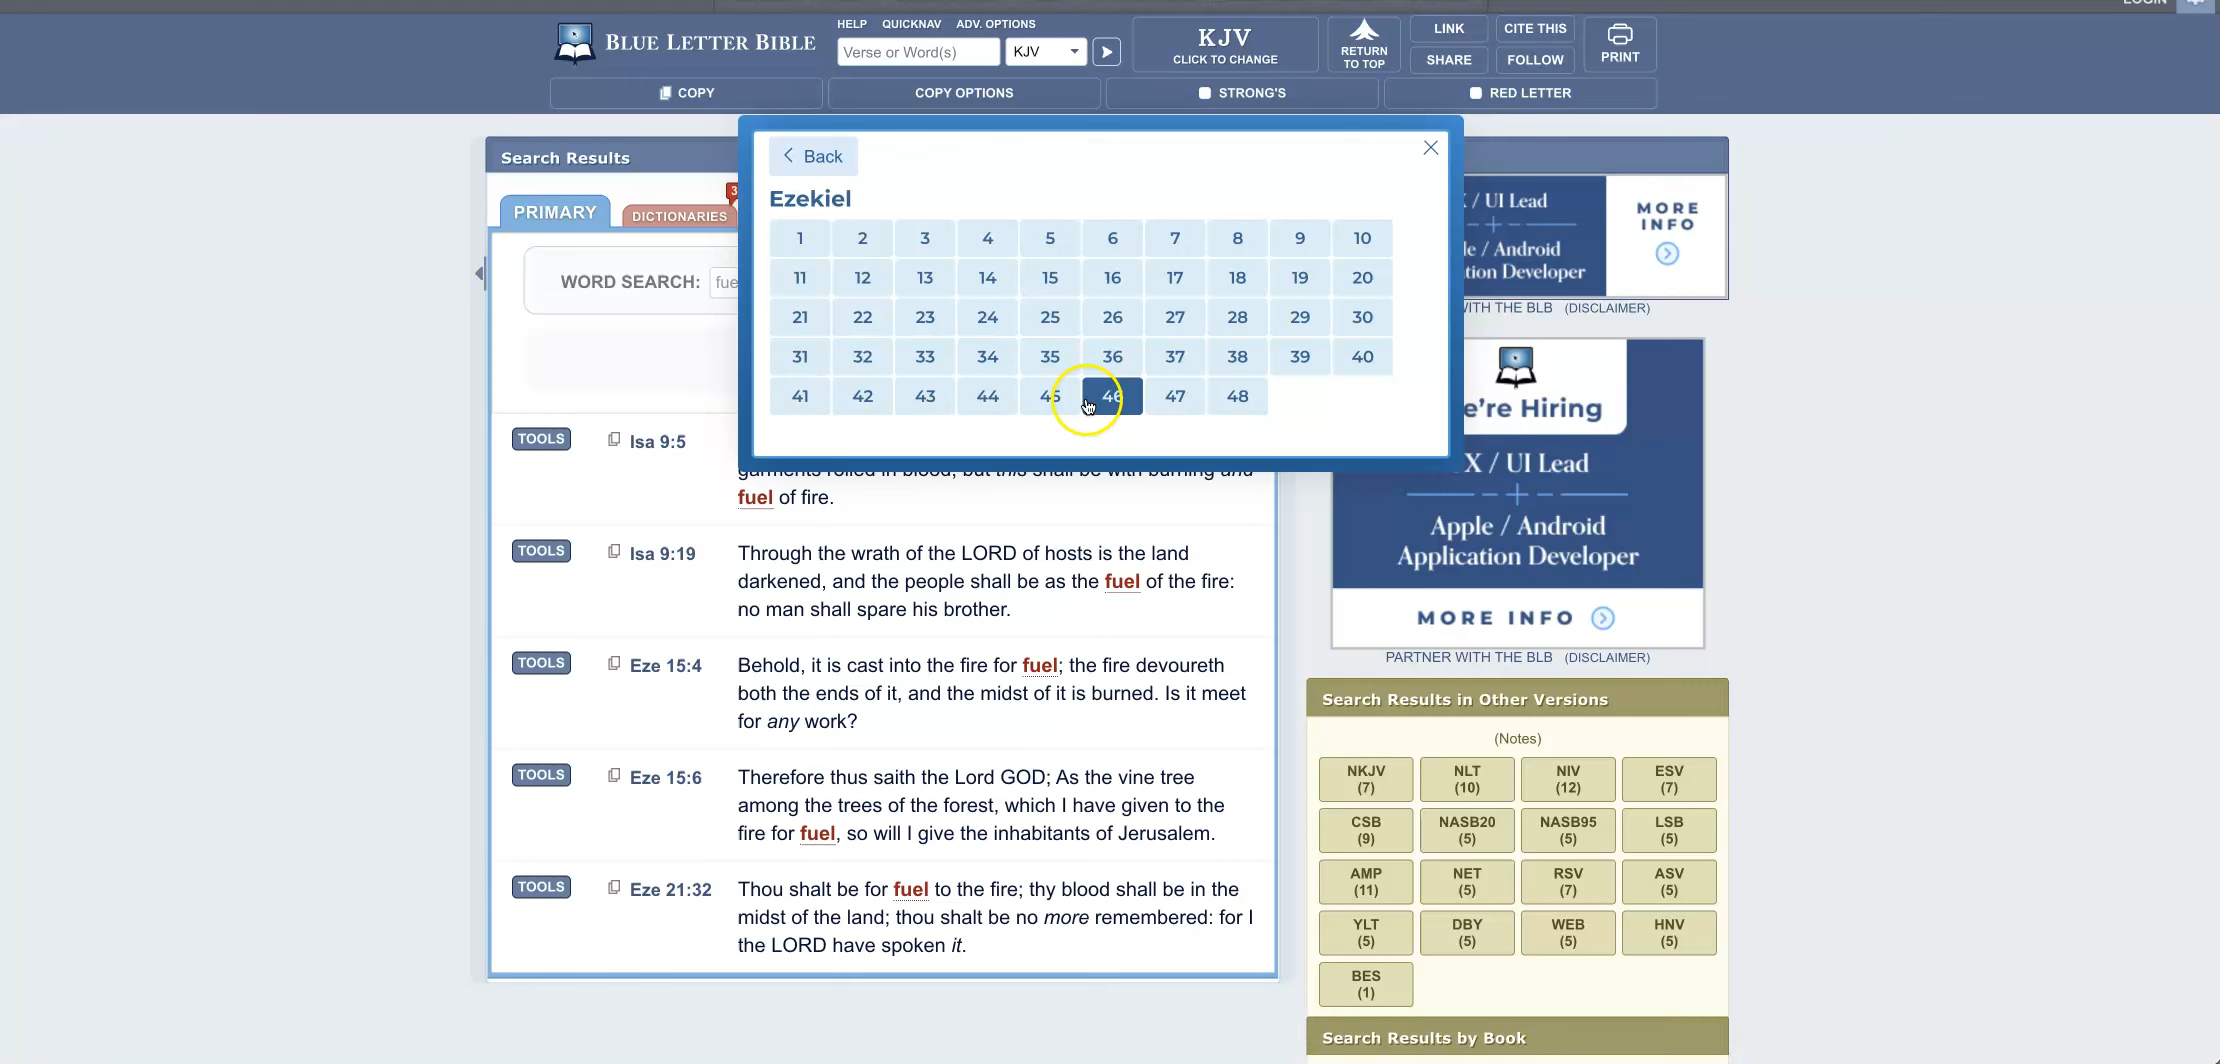 LOGIN
HELP QUICKNAV ADV. OPTIONS
BLUE LETTER BIBLE
Verse or Word(s)
KJV
KJV
CLICK TO CHANGE
RETURN
TO TOP
LINK
CITE THIS
SHARE
FOLLOW
PRINT
COPY
COPY OPTIONS
STRONG'S
RED LETTER
Search Results
PRIMARY
DICTIONARIES
3
WORD SEARCH: fue
Back
Ezekiel
1 2 3 4 5 6 7 8 9 10
11 12 13 14 15 16 17 18 19 20
21 22 23 24 25 26 27 28 29 30
31 32 33 34 35 36 37 38 39 40
41 42 43 44 45 46 47 48
TOOLS Isa 9:5
garments rolled in blood; but this shall be with burning and
fuel of fire.
TOOLS Isa 9:19 Through the wrath of the LORD of hosts is the land
darkened, and the people shall be as the fuel of the fire:
no man shall spare his brother.
TOOLS Eze 15:4 Behold, it is cast into the fire for fuel; the fire devoureth
both the ends of it, and the midst of it is burned. Is it meet
for any work?
TOOLS Eze 15:6 Therefore thus saith the Lord GOD; As the vine tree
among the trees of the forest, which I have given to the
fire for fuel, so will I give the inhabitants of Jerusalem.
TOOLS Eze 21:32 Thou shalt be for fuel to the fire; thy blood shall be in the
midst of the land; thou shalt be no more remembered: for I
the LORD have spoken it.
/ UI Lead
le / Android
tion Developer
MORE
INFO
WITH THE BLB (DISCLAIMER)
e're Hiring
X / UI Lead
Apple / Android
Application Developer
MORE INFO
PARTNER WITH THE BLB (DISCLAIMER)
Search Results in Other Versions
(Notes)
NKJV NLT NIV ESV
(7) (10) (12) (7)
CSB NASB20 NASB95 LSB
(9) (5) (5) (5)
AMP NET RSV ASV
(11) (5) (7) (5)
YLT DBY WEB HNV
(5) (5) (5) (5)
BES
(1)
Search Results by Book